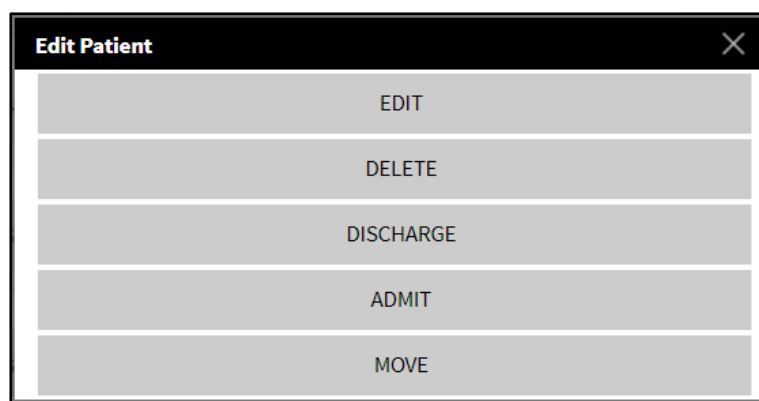 Edit Patient
EDIT
DELETE
DISCHARGE
ADMIT
MOVE